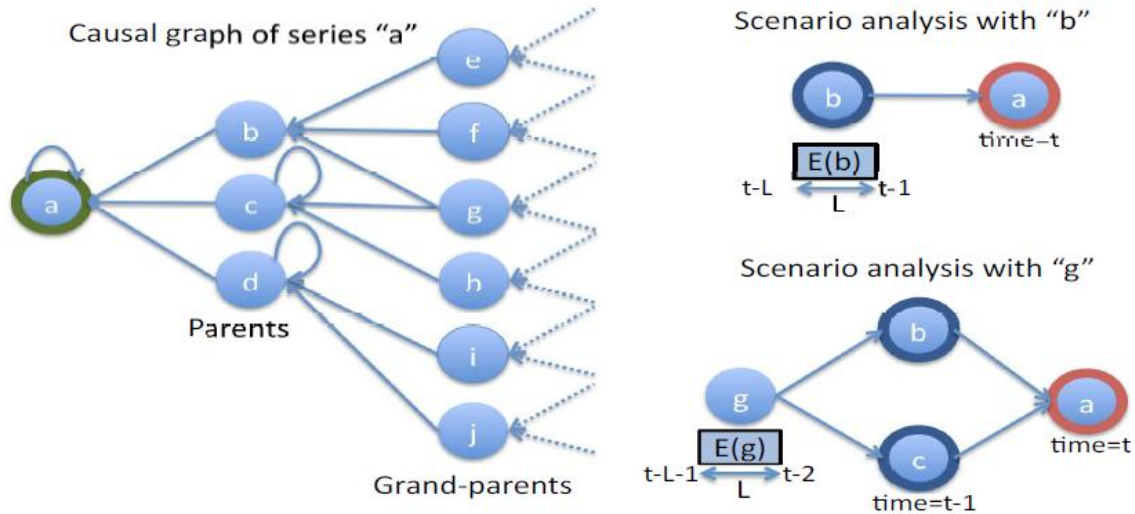 Causal graph of series “a”
a
b
c
d
Parents
e
f
g
h
i
j
Grand-parents
Scenario analysis with “b”
b
a
time=t
E(b)
t-L
t-1
L
Scenario analysis with “g”
b
g
a
E(g)
time=t
t-L-1
t-2
L
c
time=t-1